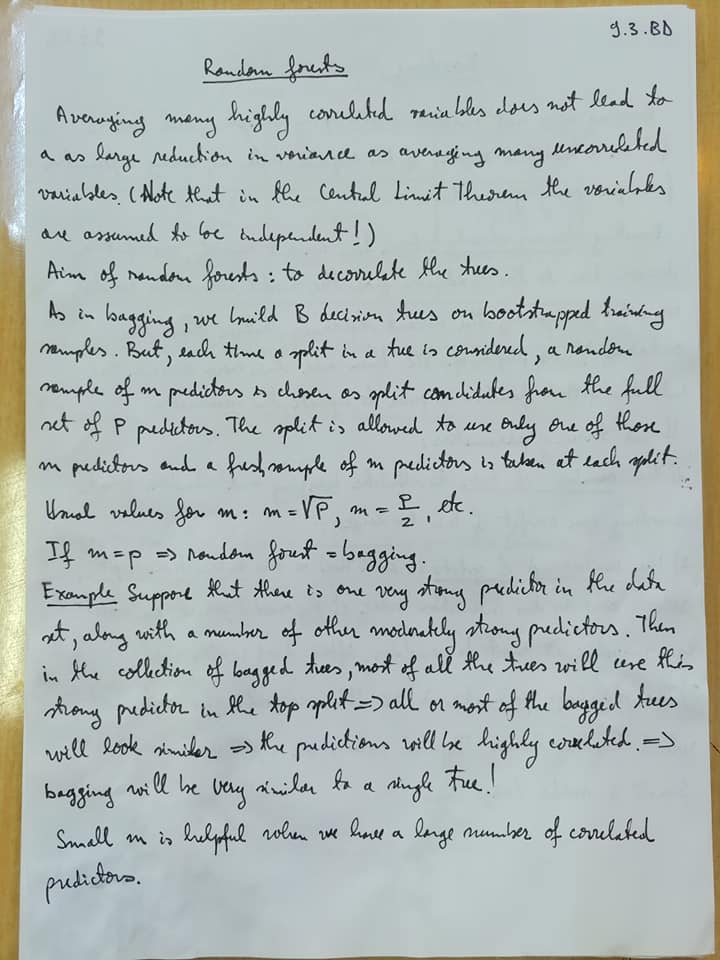 9.3.BD
Random forests
Averaging many highly correlated variables does not lead to
a as large reduction in variance as averaging many uncorrelated
variables. (Note that in the Central Limit Theorem the variables
are assumed to be independent!)
Aim of random forests: to decorrelate the trees.
As in bagging, we build B decision trees on bootstrapped training
samples. But, each time a split in a tree is considered, a random
sample of m predictors is chosen as split candidates from the full
set of P predictors. The split is allowed to use only one of those
m predictors and a fresh sample of m predictors is taken at each split.
Usual values for m: m = √P, m = P/2, etc.
If m = p => random forest = bagging.
Example Suppose that there is one very strong predictor in the data
set, along with a number of other moderately strong predictors. Then
in the collection of bagged trees, most of all the trees will use this
strong predictor in the top split => all or most of the bagged trees
will look similar => the predictions will be highly correlated. =>
bagging will be very similar to a single tree!
Small m is helpful when we have a large number of correlated
predictors.